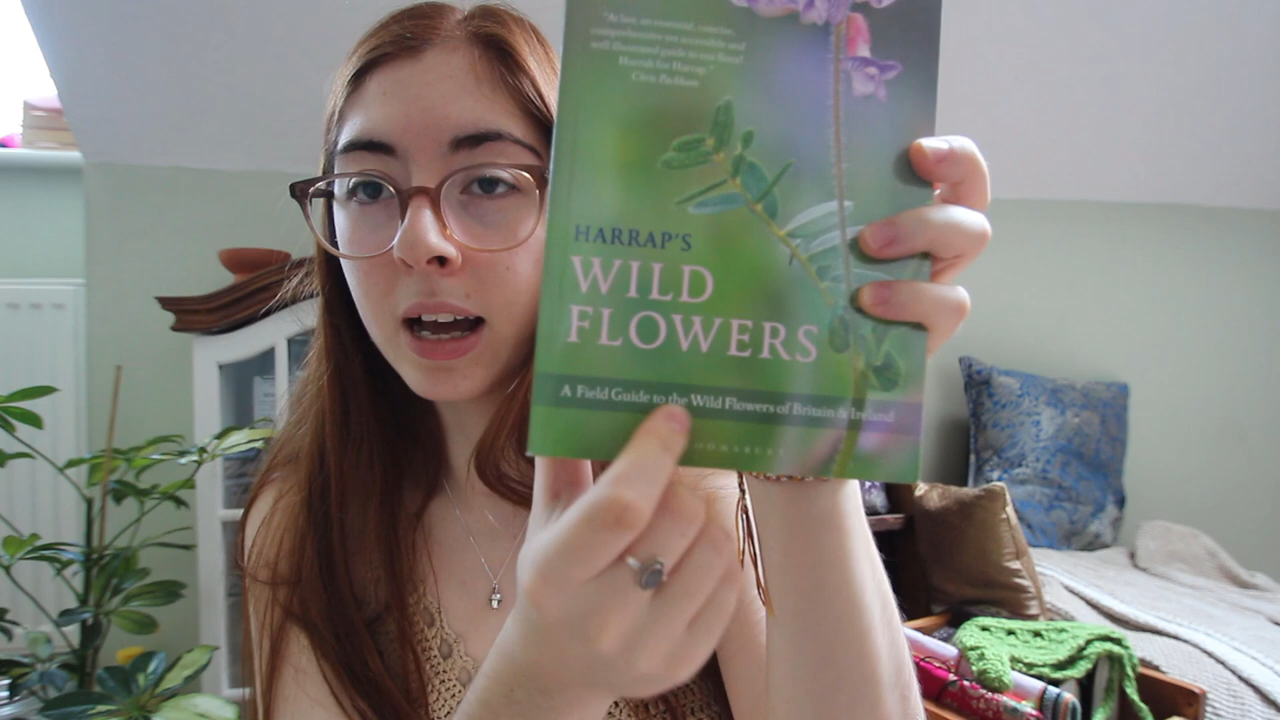 "At last, an essential, concise,
comprehensive yet accessible and
well illustrated guide to our flora!
Hurrah for Harrap."
Chris Packham
HARRAP'S
WILD
FLOWERS
A Field Guide to the Wild Flowers of Britain & Ireland
BLOOMSBURY